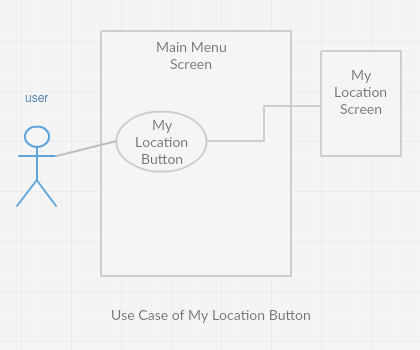 Main Menu
Screen
user
My
Location
Button
My
Location
Screen
Use Case of My Location Button